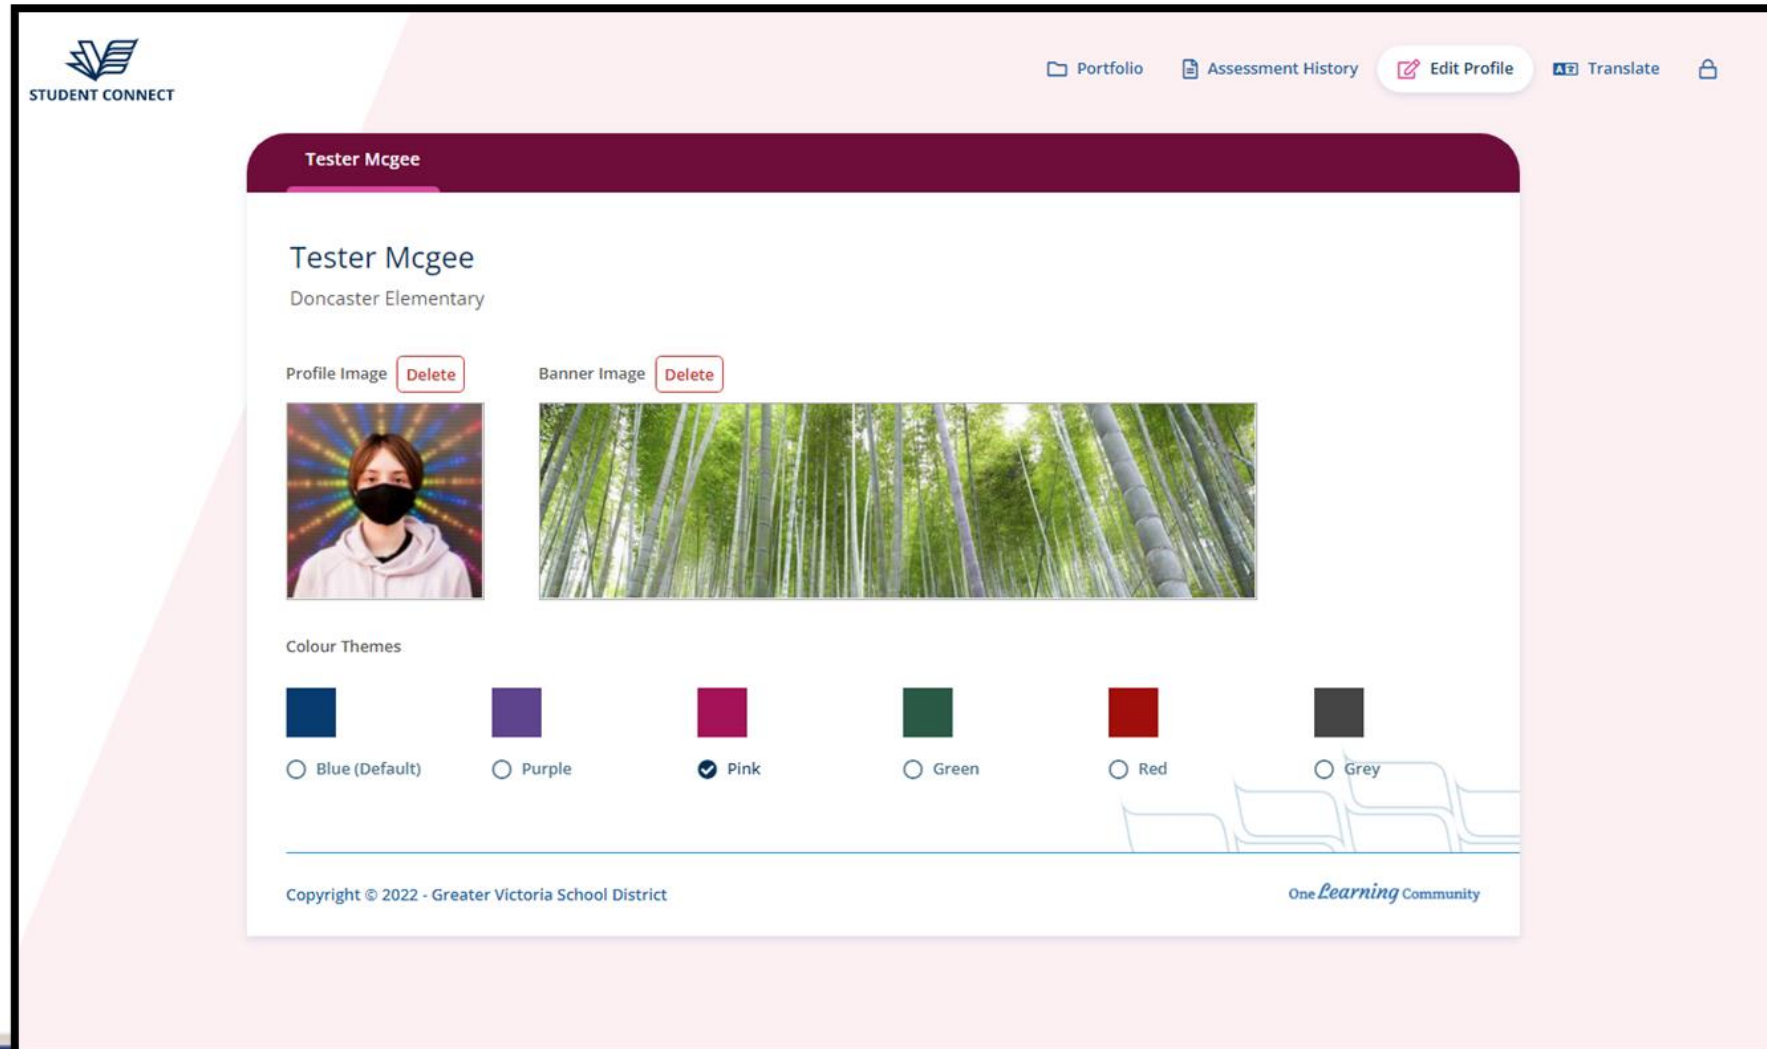 STUDENT CONNECT
Portfolio Assessment History Edit Profile Translate
Tester Mcgee
Tester Mcgee
Doncaster Elementary
Profile Image Delete Banner Image Delete
Colour Themes
Blue (Default) Purple Pink Green Red Grey
Copyright © 2022 - Greater Victoria School District One Learning Community